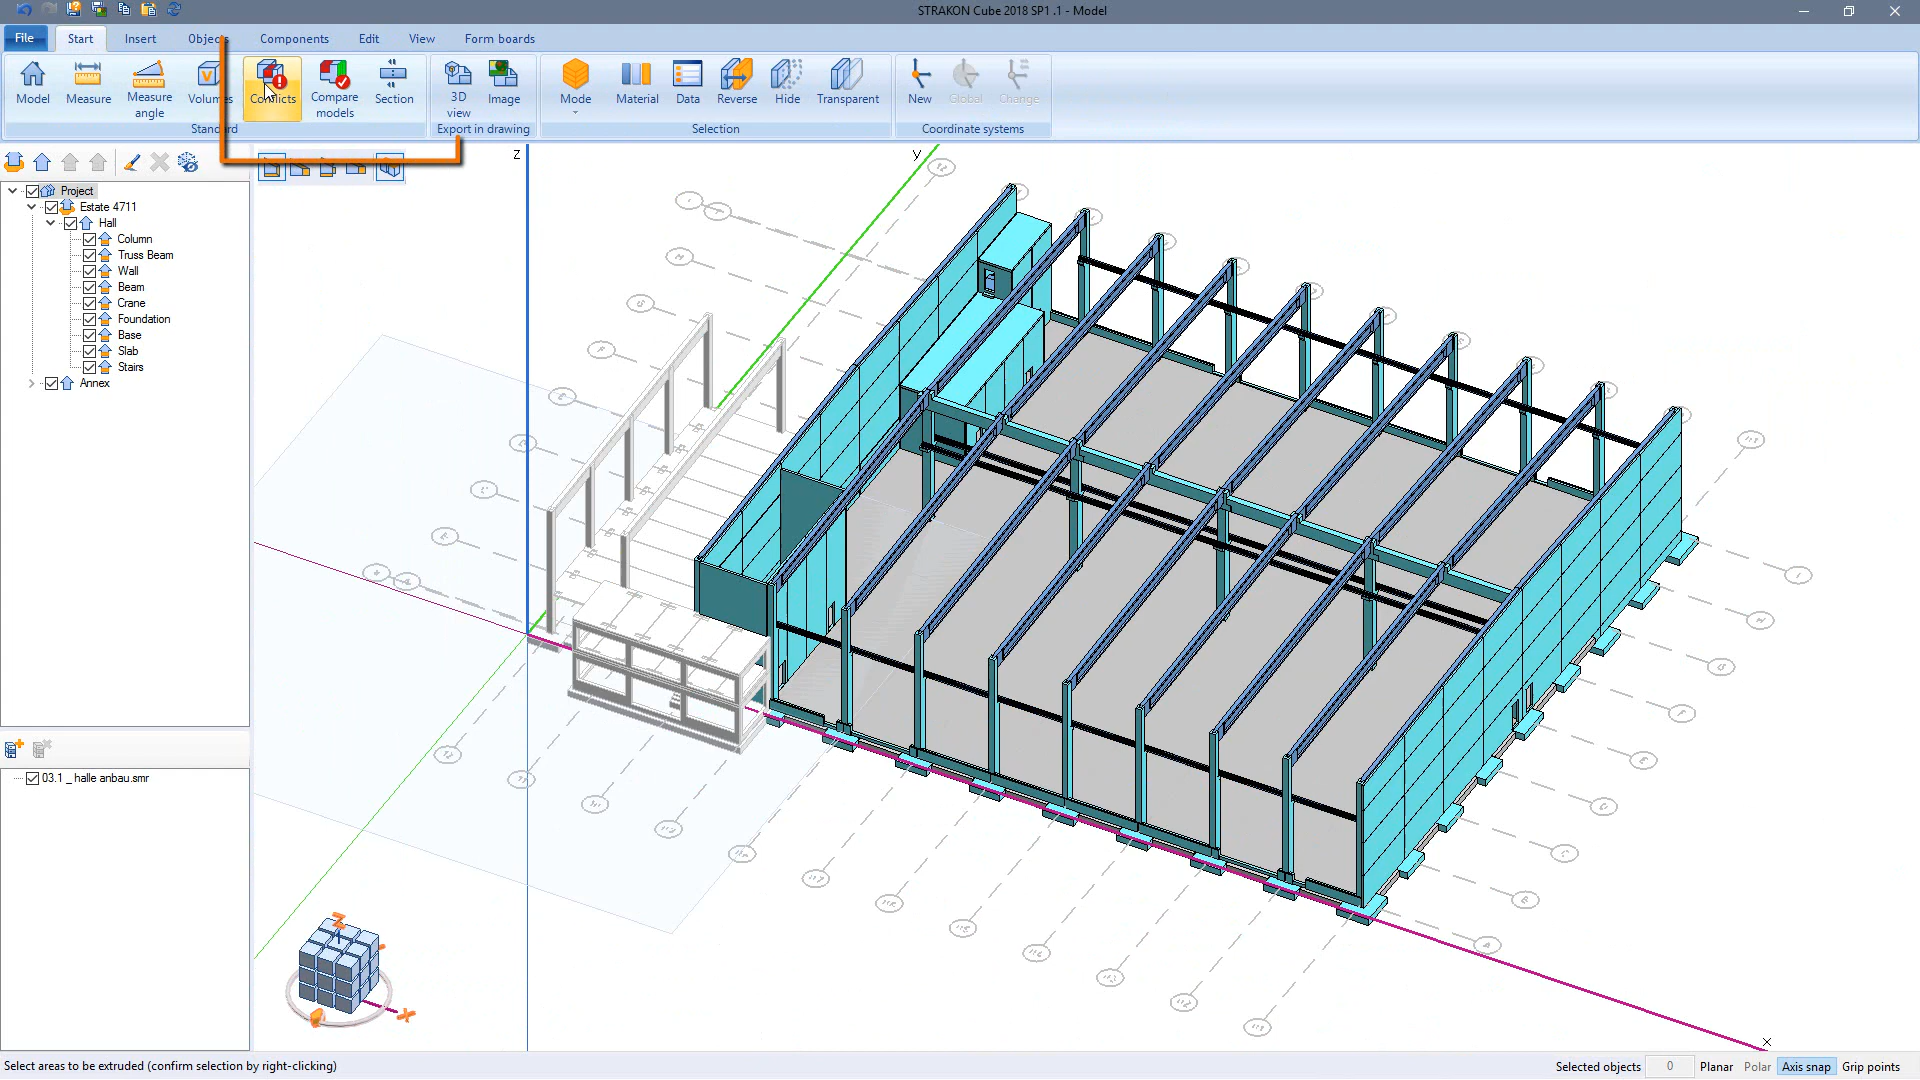 STRAKON Cube 2018 SP1 .1 - Model
File Start Insert Objects Components Edit View Form boards
Model Measure Measure angle Volumes Conflicts Compare models Section 3D view Image Mode Material Data Reverse Hide Transparent New Global Change
Standard Export in drawing Selection Coordinate systems
Project
Estate 4711
Hall
Column
Truss Beam
Wall
Beam
Crane
Foundation
Base
Slab
Stairs
Annex
03.1 _ halle anbau.smr
z
y
x
Z
X
Select areas to be extruded (confirm selection by right-clicking)
Selected objects 0 Planar Polar Axis snap Grip points